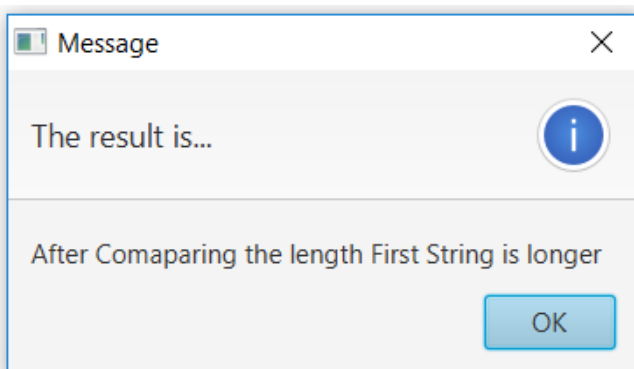 Message
The result is...
After Comaparing the length First String is longer
OK